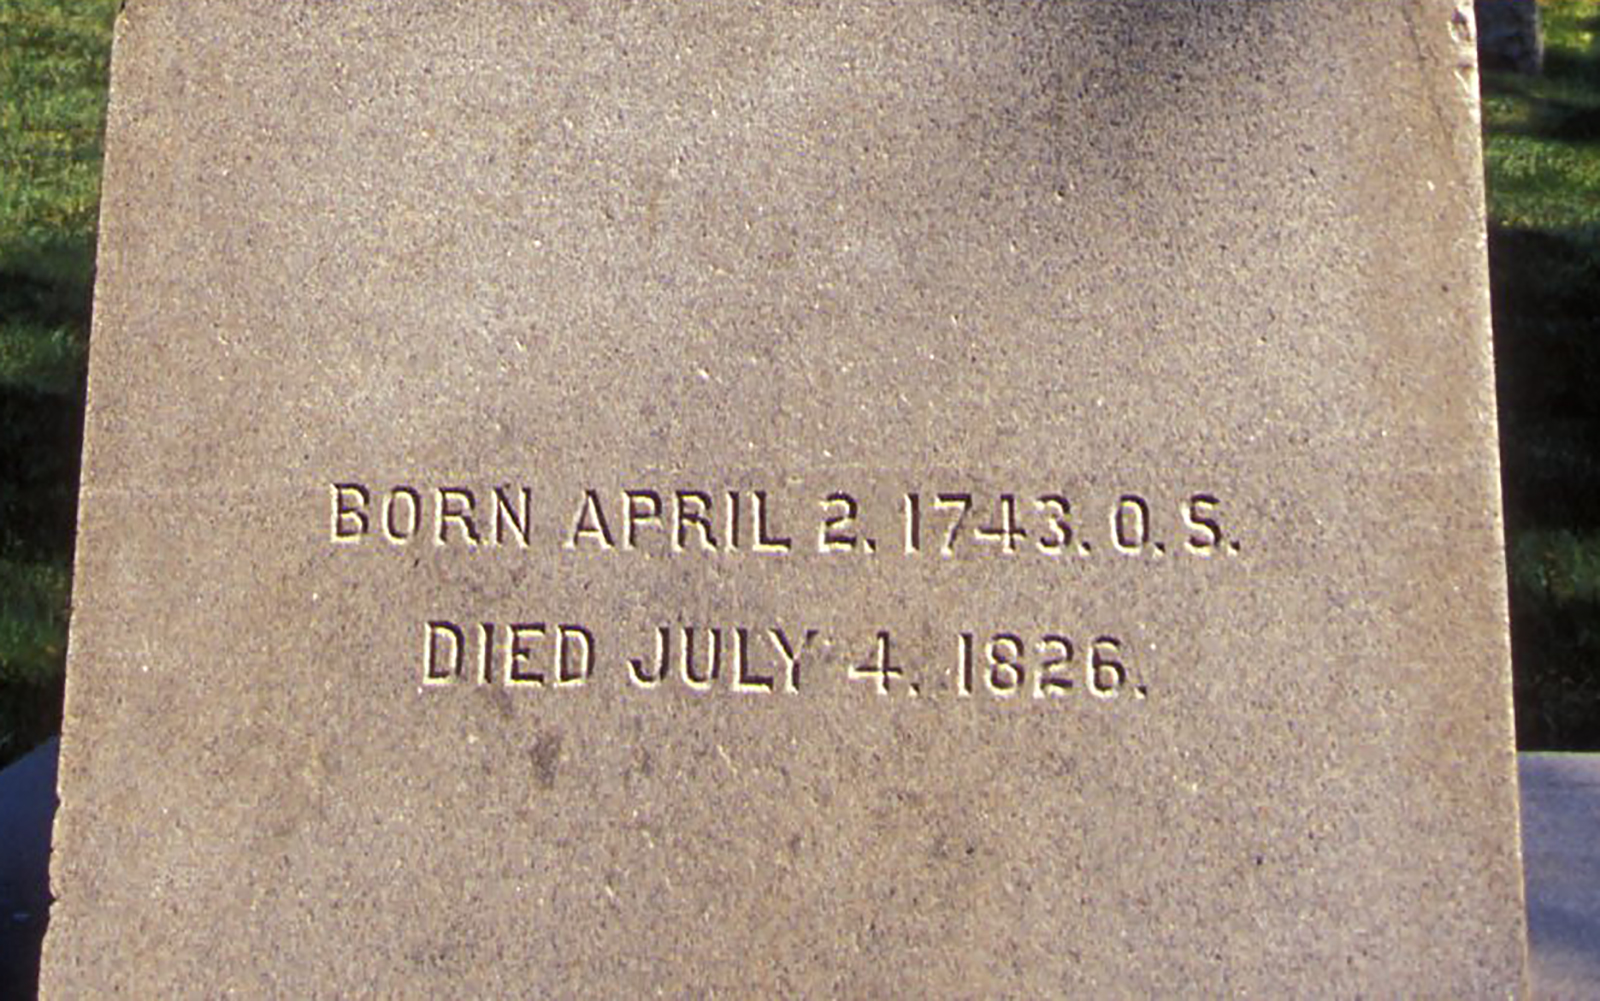 BORN APRIL 2. 1743. O. S.
DIED JULY 4. 1826.